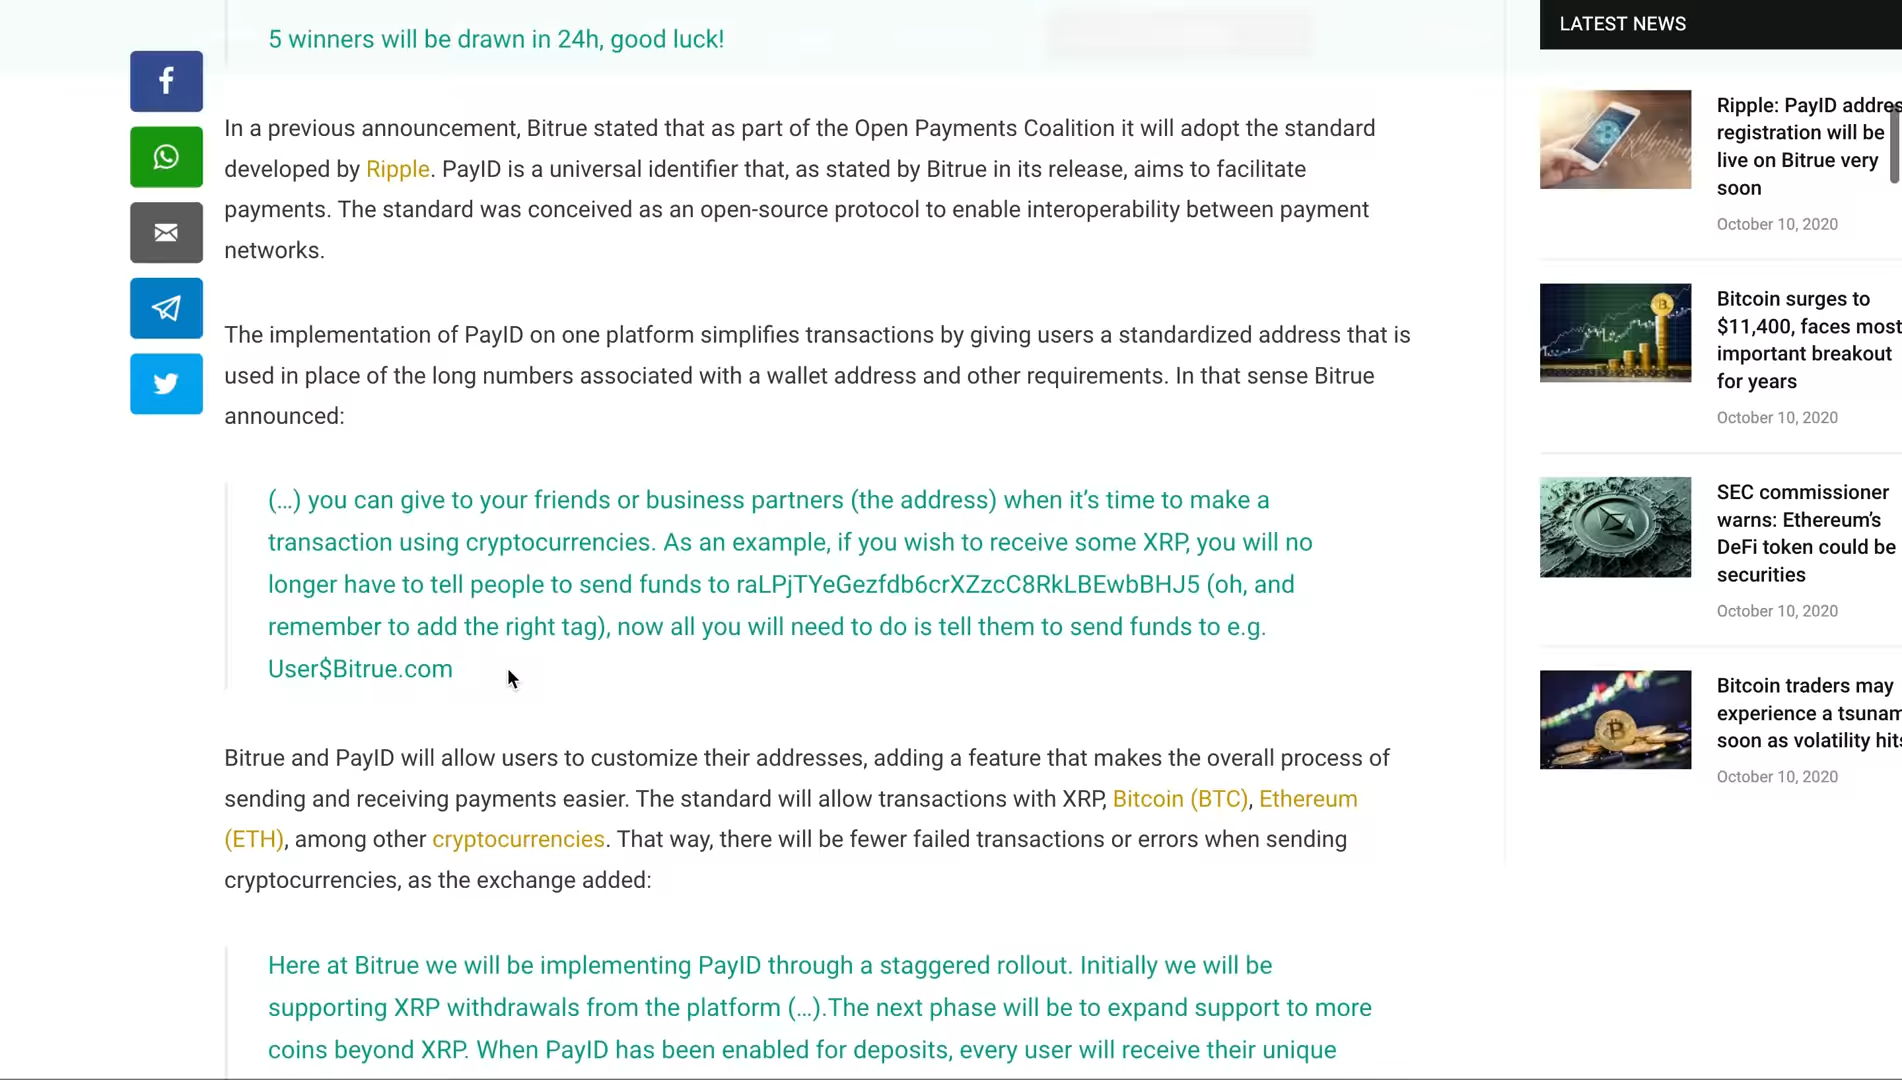 5 winners will be drawn in 24h, good luck!
In a previous announcement, Bitrue stated that as part of the Open Payments Coalition it will adopt the standard
developed by Ripple. PayID is a universal identifier that, as stated by Bitrue in its release, aims to facilitate
payments. The standard was conceived as an open-source protocol to enable interoperability between payment
networks.
The implementation of PayID on one platform simplifies transactions by giving users a standardized address that is
used in place of the long numbers associated with a wallet address and other requirements. In that sense Bitrue
announced:
(…) you can give to your friends or business partners (the address) when it’s time to make a
transaction using cryptocurrencies. As an example, if you wish to receive some XRP, you will no
longer have to tell people to send funds to raLPjTYeGezfdb6crXZzcC8RkLBEwbBHJ5 (oh, and
remember to add the right tag), now all you will need to do is tell them to send funds to e.g.
User$Bitrue.com
Bitrue and PayID will allow users to customize their addresses, adding a feature that makes the overall process of
sending and receiving payments easier. The standard will allow transactions with XRP, Bitcoin (BTC), Ethereum
(ETH), among other cryptocurrencies. That way, there will be fewer failed transactions or errors when sending
cryptocurrencies, as the exchange added:
Here at Bitrue we will be implementing PayID through a staggered rollout. Initially we will be
supporting XRP withdrawals from the platform (…).The next phase will be to expand support to more
coins beyond XRP. When PayID has been enabled for deposits, every user will receive their unique
LATEST NEWS
Ripple: PayID addres
registration will be
live on Bitrue very
soon
October 10, 2020
Bitcoin surges to
$11,400, faces most
important breakout
for years
October 10, 2020
SEC commissioner
warns: Ethereum’s
DeFi token could be
securities
October 10, 2020
Bitcoin traders may
experience a tsunam
soon as volatility hits
October 10, 2020